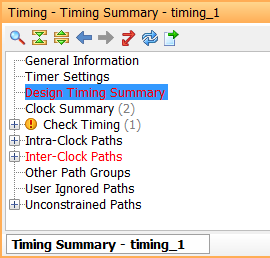 Timing - Timing Summary - timing_1
General Information
Timer Settings
Design Timing Summary
Clock Summary (2)
Check Timing (1)
Intra-Clock Paths
Inter-Clock Paths
Other Path Groups
User Ignored Paths
Unconstrained Paths
Timing Summary - timing_1